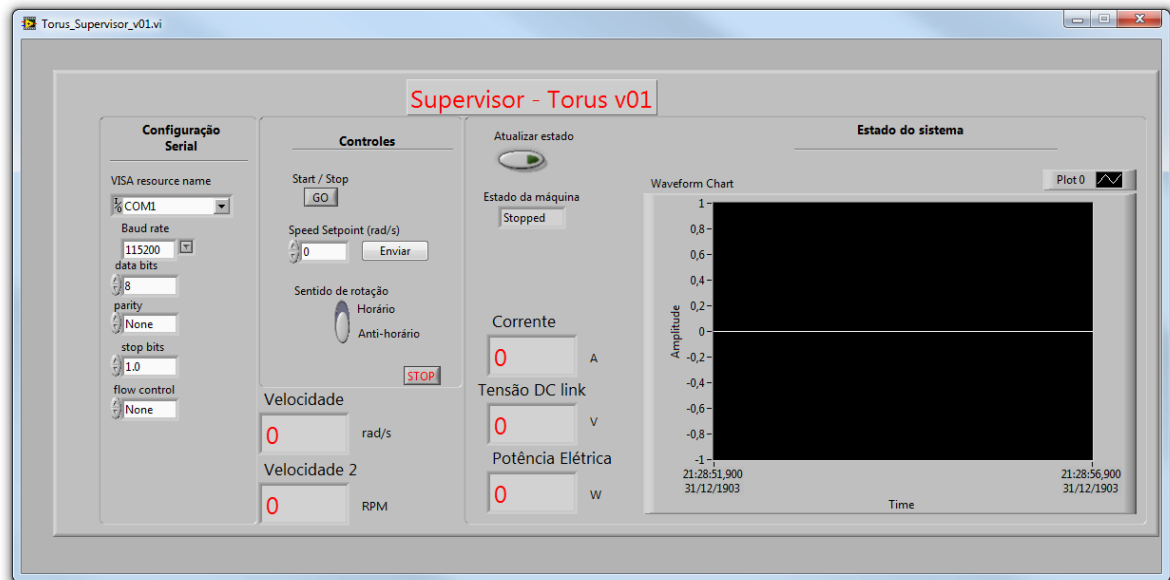 Torus_Supervisor_v01.vi
Supervisor - Torus v01
Configuração
Serial
VISA resource name
COM1
Baud rate
115200
data bits
8
parity
None
stop bits
1.0
flow control
None
Controles
Start / Stop
GO
Speed Setpoint (rad/s)
0
Enviar
Sentido de rotação
Horário
Anti-horário
STOP
Velocidade
0 rad/s
Velocidade 2
0 RPM
Atualizar estado
Estado da máquina
Stopped
Corrente
0 A
Tensão DC link
0 V
Potência Elétrica
0 W
Estado do sistema
Waveform Chart
Plot 0
Amplitude
1
0,8
0,6
0,4
0,2
0
-0,2
-0,4
-0,6
-0,8
-1
21:28:51,900
31/12/1903
21:28:56,900
31/12/1903
Time